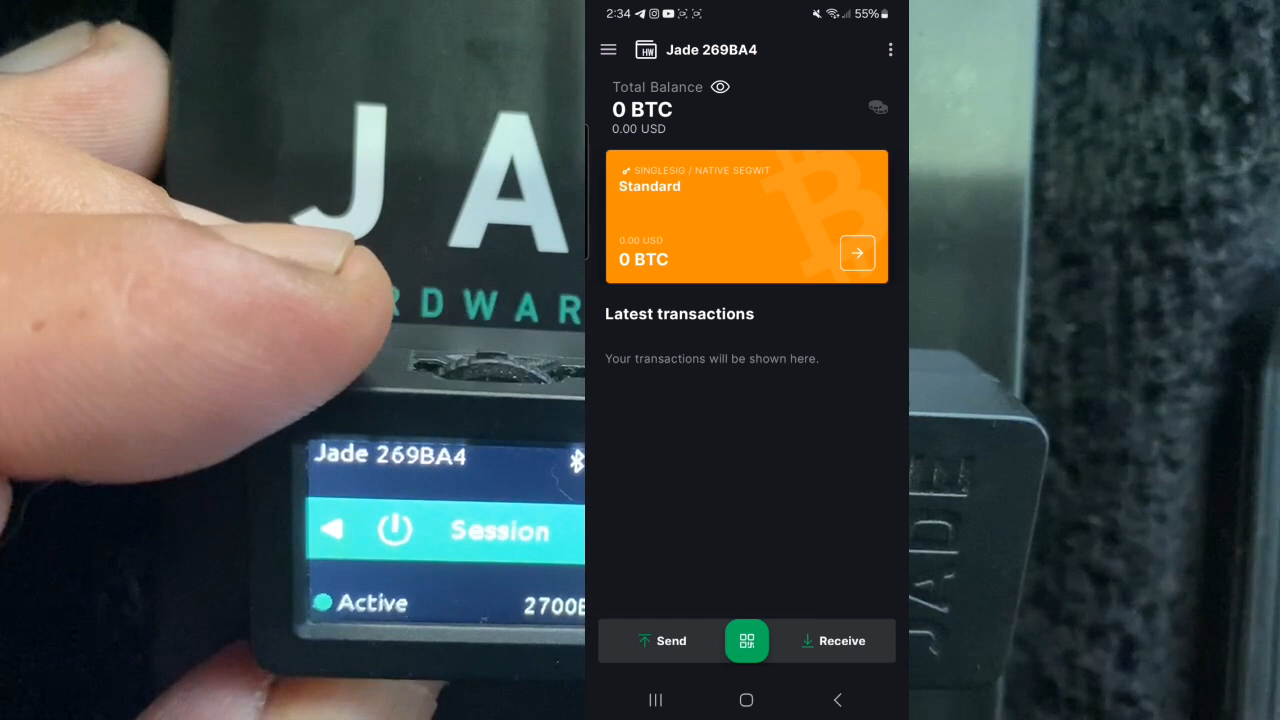 JA
RDWAR
Jade 269BA4
Session
Active
2700
2:34
55%
HW
Jade 269BA4
Total Balance
0 BTC
0.00 USD
SINGLESIG / NATIVE SEGWIT
Standard
0.00 USD
0 BTC
Latest transactions
Your transactions will be shown here.
Send
Receive
JADE